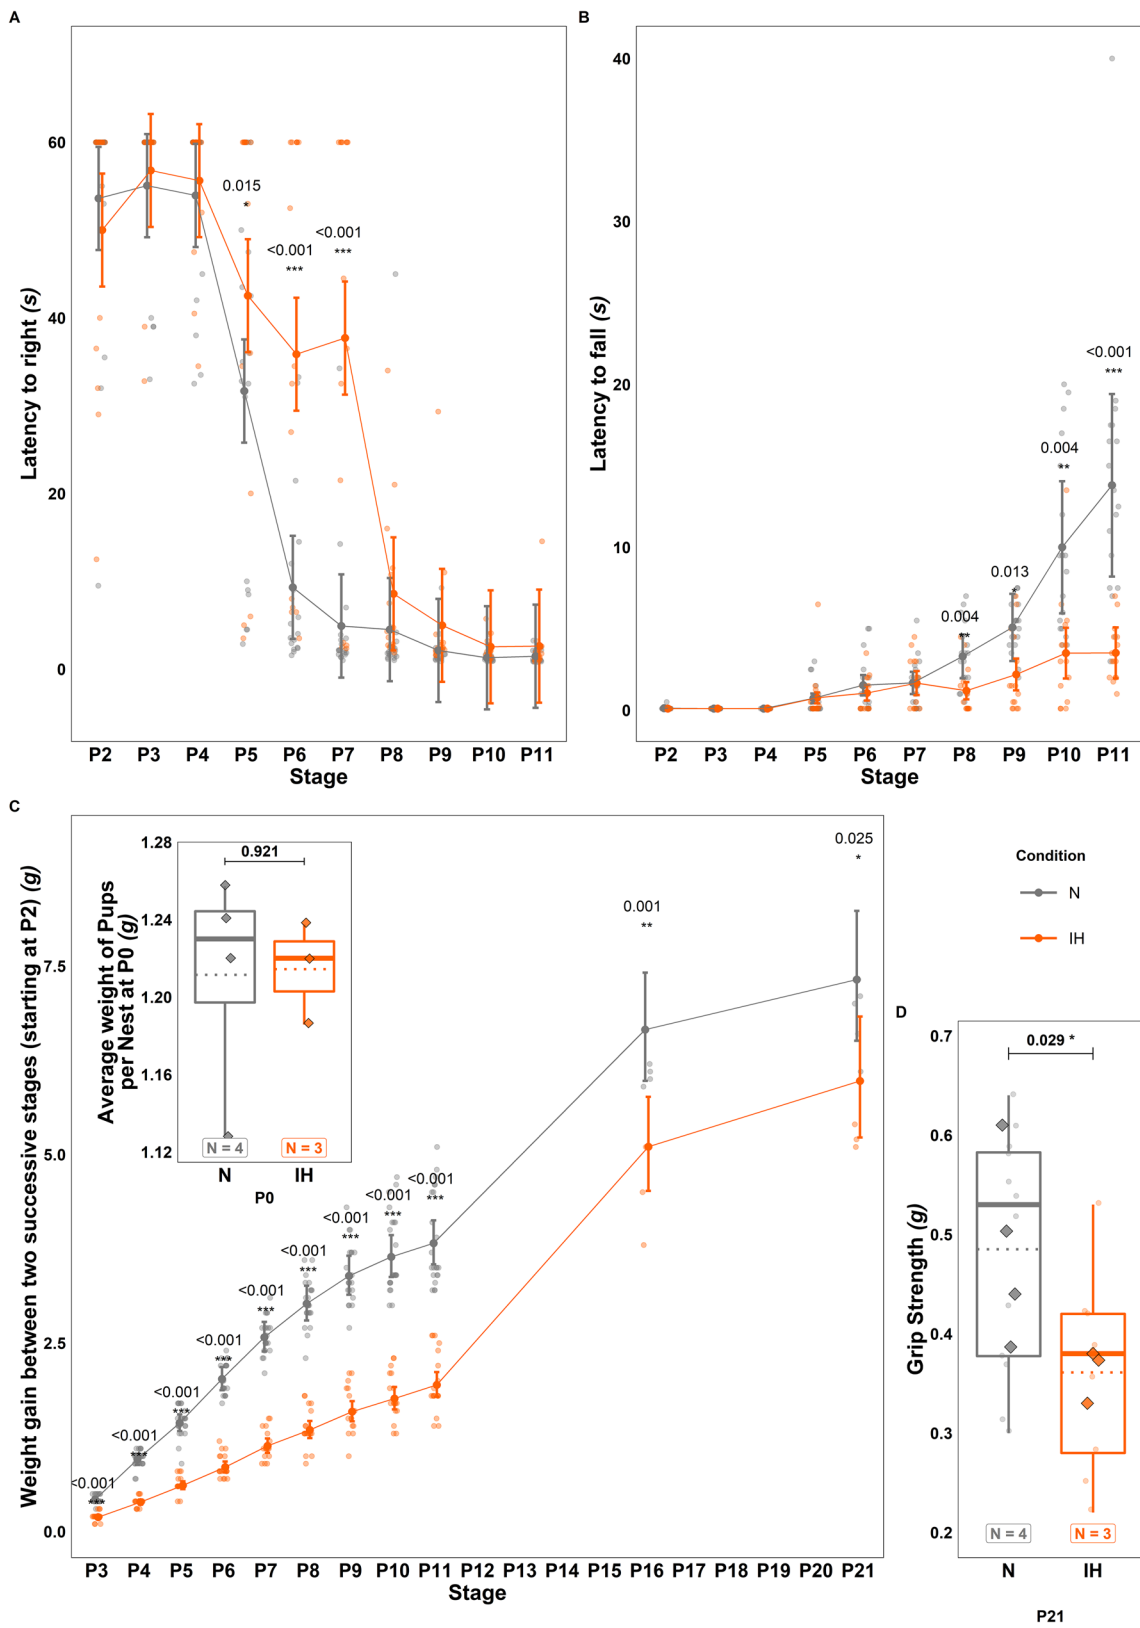 A
Latency to right (s)
60
40
20
0
0.015
*
<0.001
***
<0.001
***
P2 P3 P4 P5 P6 P7 P8 P9 P10 P11
Stage
B
Latency to fall (s)
40
30
20
10
0
0.004
**
0.013
*
0.004
**
<0.001
***
P2 P3 P4 P5 P6 P7 P8 P9 P10 P11
Stage
C
Weight gain between two successive stages (starting at P2) (g)
7.5
5.0
2.5
0.0
<0.001
***
<0.001
***
<0.001
***
<0.001
***
<0.001
***
<0.001
***
<0.001
***
<0.001
***
<0.001
***
0.001
**
0.025
*
P3 P4 P5 P6 P7 P8 P9 P10 P11 P12 P13 P14 P15 P16 P17 P18 P19 P20 P21
Stage
Average weight of Pups
per Nest at P0 (g)
1.28
1.24
1.20
1.16
1.12
0.921
N = 4 N = 3
N IH
P0
Condition
N
IH
D
Grip Strength (g)
0.7
0.6
0.5
0.4
0.3
0.2
0.029 *
N = 4 N = 3
N IH
P21